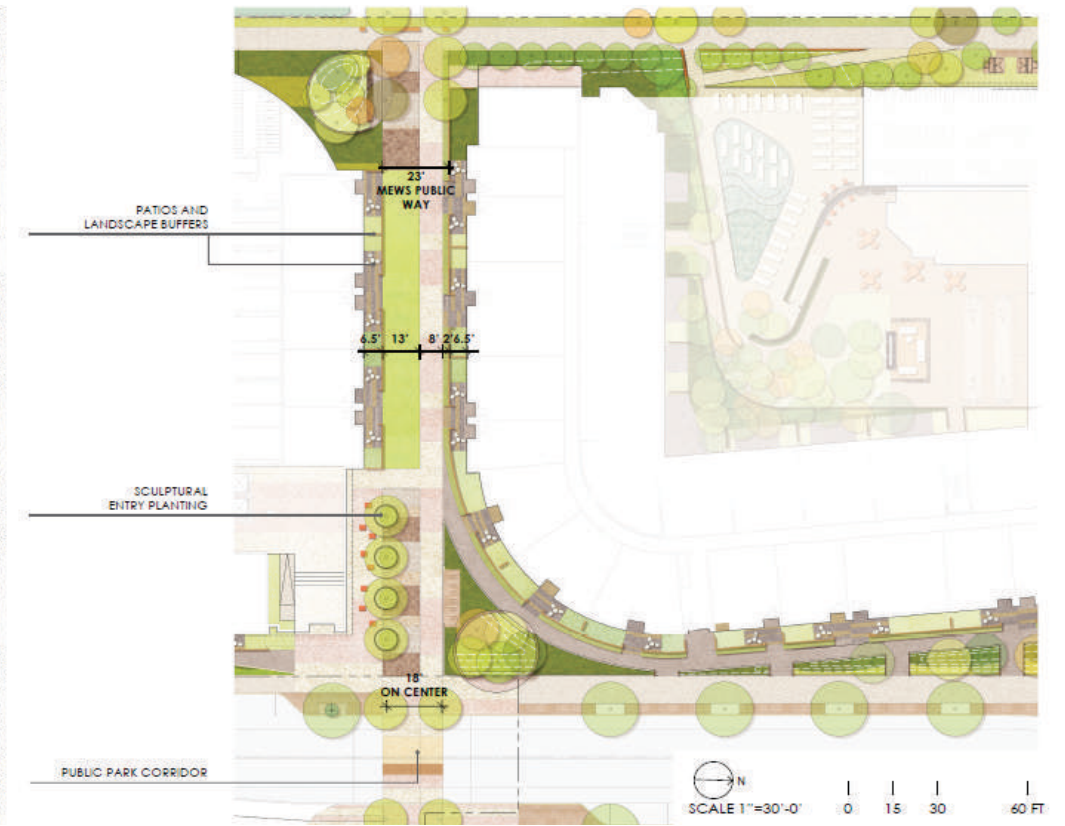 23'
MEWS PUBLIC
WAY
PATIOS AND
LANDSCAPE BUFFERS
6.5' 13' 8' 2' 6.5'
SCULPTURAL
ENTRY PLANTING
18'
ON CENTER
PUBLIC PARK CORRIDOR
N
SCALE 1"=30'-0'
0 15 30 60 FT